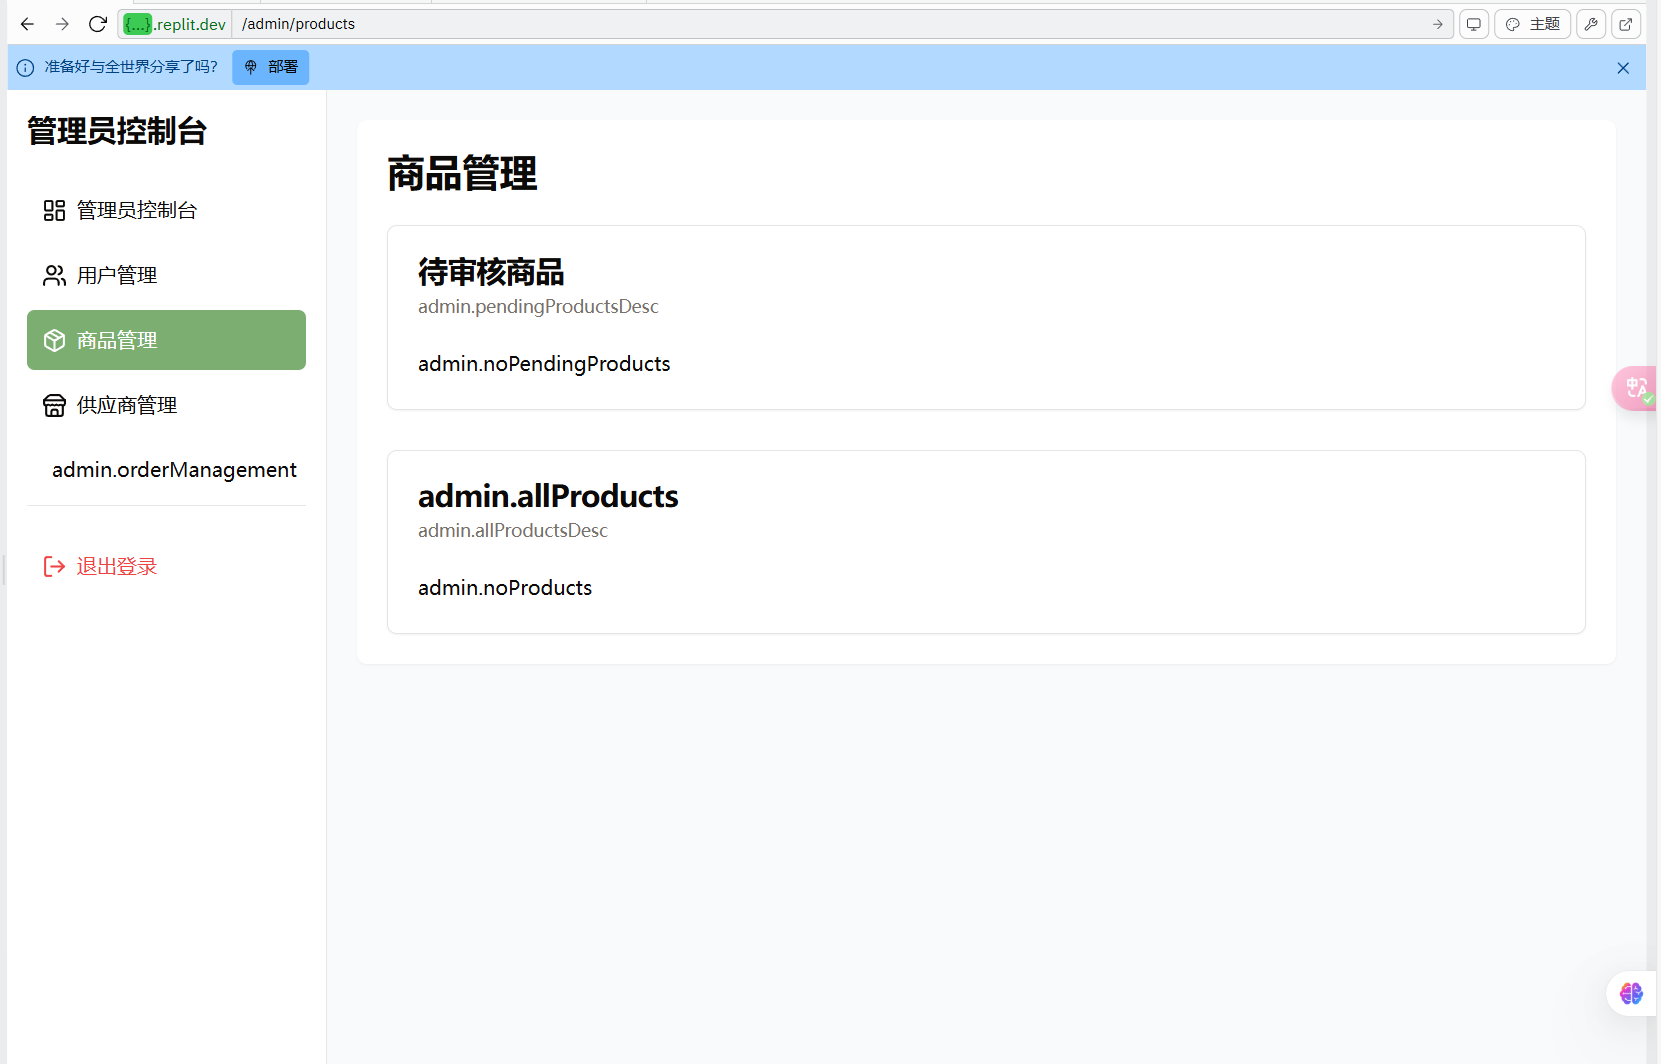 {...}.replit.dev /admin/products
主题
准备好与全世界分享了吗?
部署
管理员控制台
管理员控制台
用户管理
商品管理
供应商管理
admin.orderManagement
退出登录
商品管理
待审核商品
admin.pendingProductsDesc
admin.noPendingProducts
admin.allProducts
admin.allProductsDesc
admin.noProducts
中
A